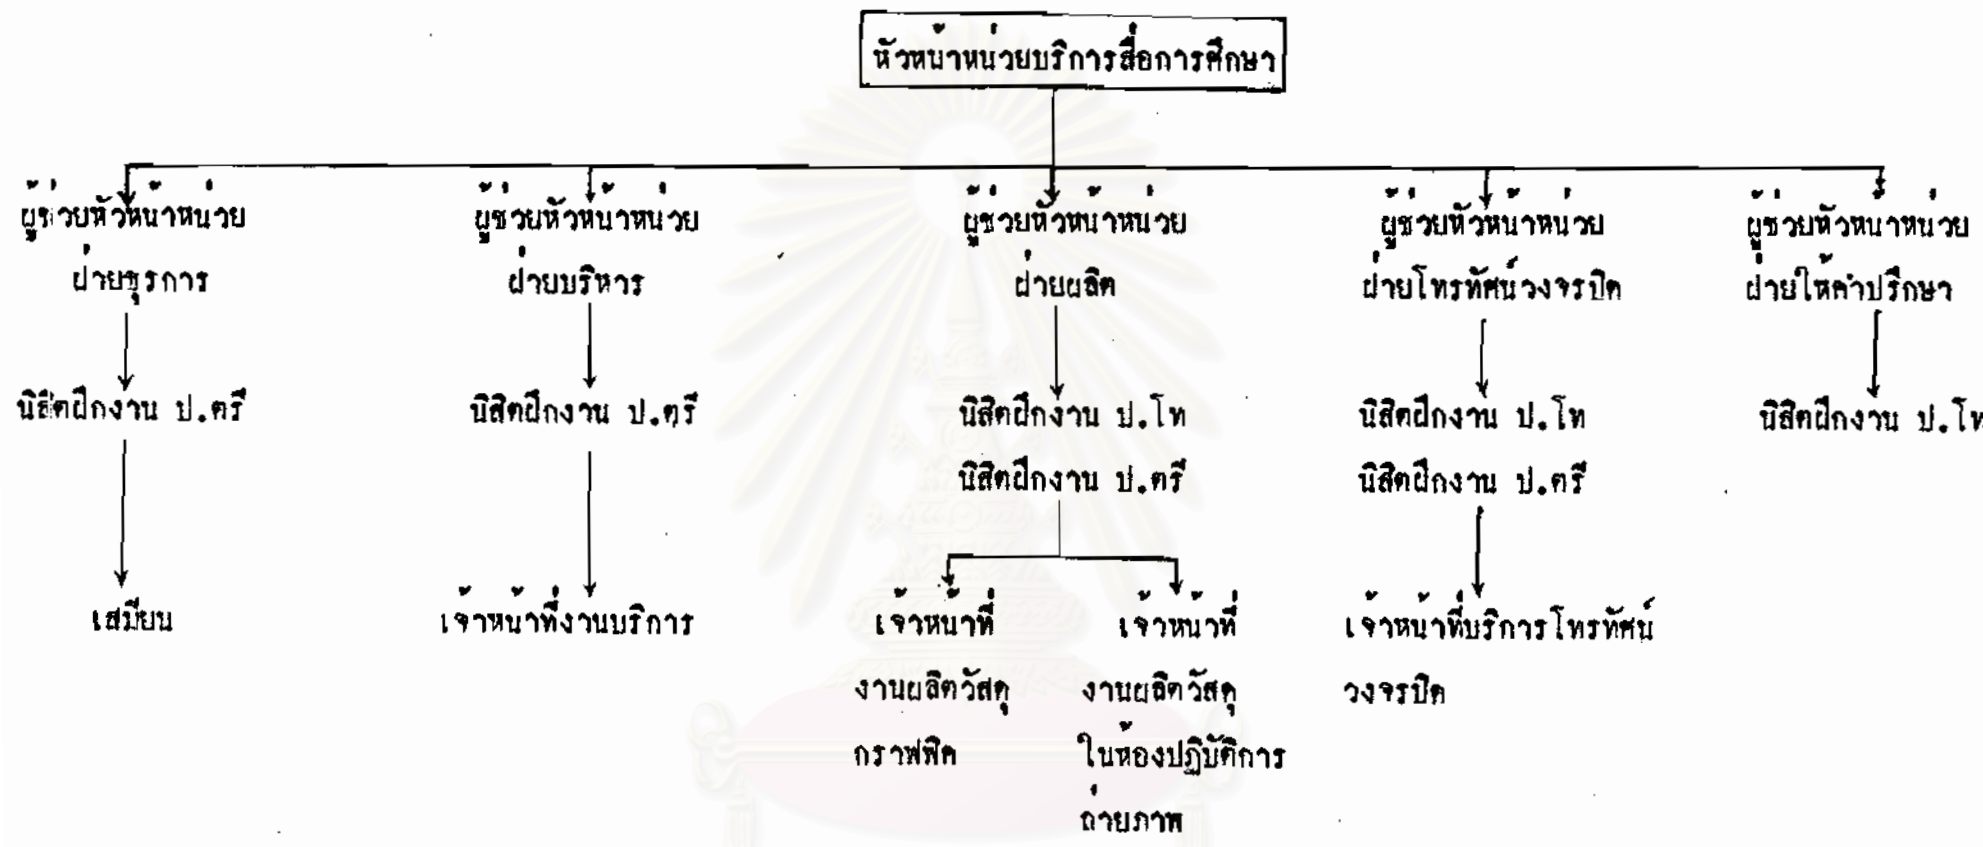 หัวหน้าหน่วยบริการสื่อการศึกษา
ผู้ช่วยหัวหน้าหน่วย
ฝ่ายธุรการ
นิสิตฝึกงาน ป.ตรี
เสมียน
ผู้ช่วยหัวหน้าหน่วย
ฝ่ายบริหาร
นิสิตฝึกงาน ป.ตรี
เจ้าหน้าที่งานบริการ
ผู้ช่วยหัวหน้าหน่วย
ฝ่ายผลิต
นิสิตฝึกงาน ป.โท
นิสิตฝึกงาน ป.ตรี
เจ้าหน้าที่
งานผลิตวัสดุ
กราฟฟิค
เจ้าหน้าที่
งานผลิตวัสดุ
ในห้องปฏิบัติการ
ถ่ายภาพ
ผู้ช่วยหัวหน้าหน่วย
ฝ่ายโทรทัศน์วงจรปิด
นิสิตฝึกงาน ป.โท
นิสิตฝึกงาน ป.ตรี
เจ้าหน้าที่บริการโทรทัศน์
วงจรปิด
ผู้ช่วยหัวหน้าหน่วย
ฝ่ายให้คำปรึกษา
นิสิตฝึกงาน ป.โท